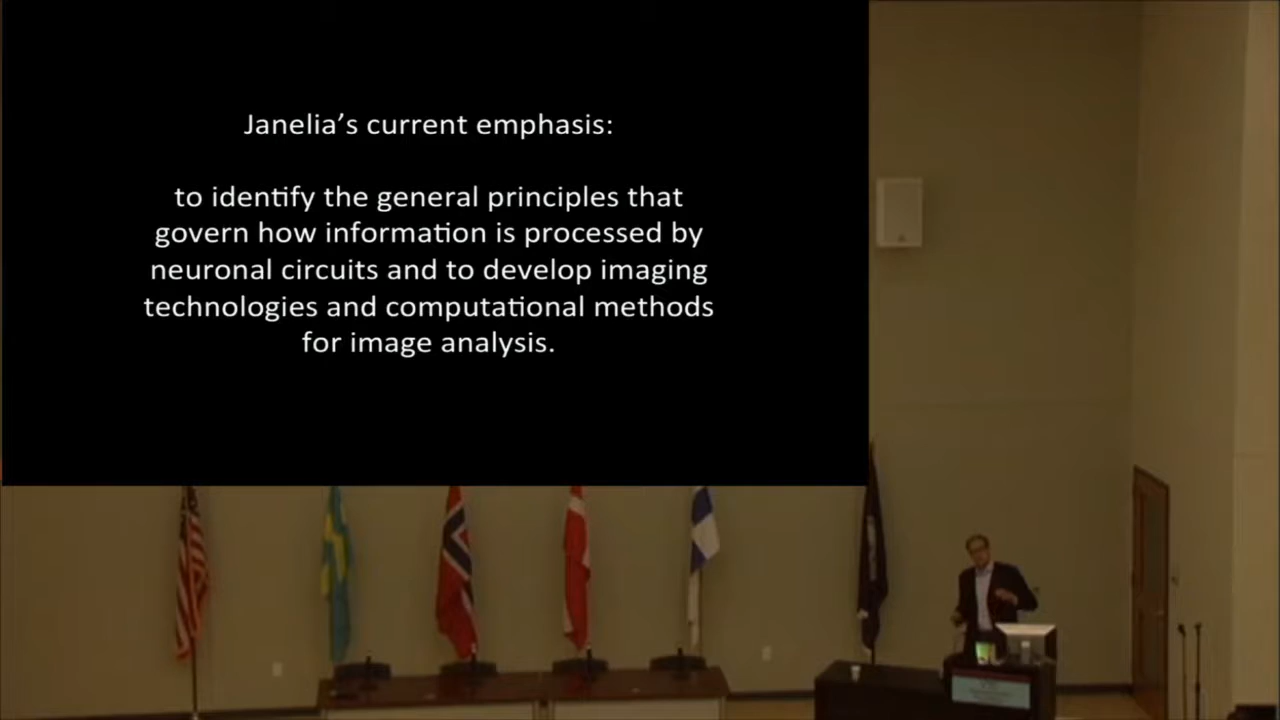 Janelia's current emphasis:
to identify the general principles that
govern how information is processed by
neuronal circuits and to develop imaging
technologies and computational methods
for image analysis.